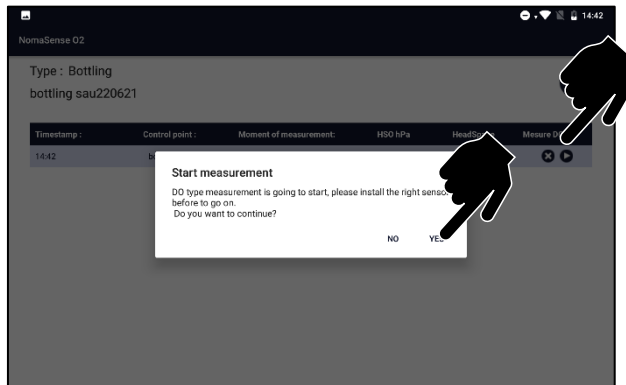 14:42
NomaSense O2
Type : Bottling
bottling sau220621
Timestamp : Control point : Moment of measurement: HSO hPa Mesure
14:42
Start measurement
DO type measurement is going to start, please install the right
before to go on.
Do you want to continue?
NO YES